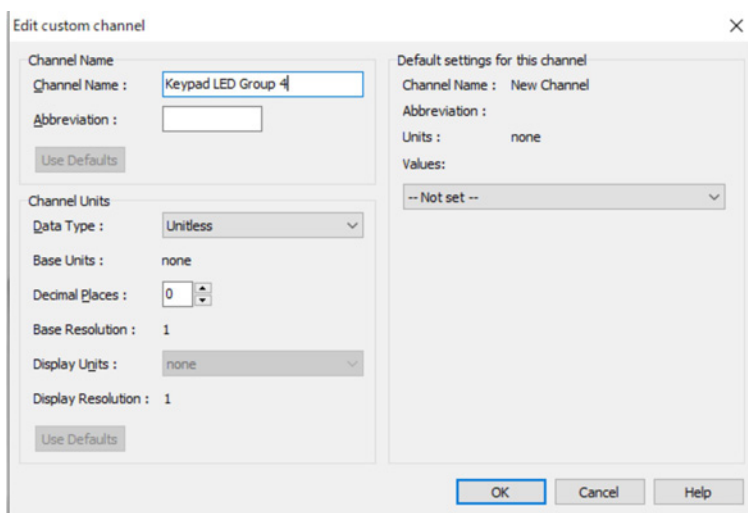 Edit custom channel
Channel Name
Channel Name : Keypad LED Group 4
Abbreviation :
Use Defaults
Channel Units
Data Type : Unitless
Base Units : none
Decimal Places : 0
Base Resolution : 1
Display Units : none
Display Resolution : 1
Use Defaults
Default settings for this channel
Channel Name : New Channel
Abbreviation :
Units : none
Values:
-- Not set --
OK Cancel Help